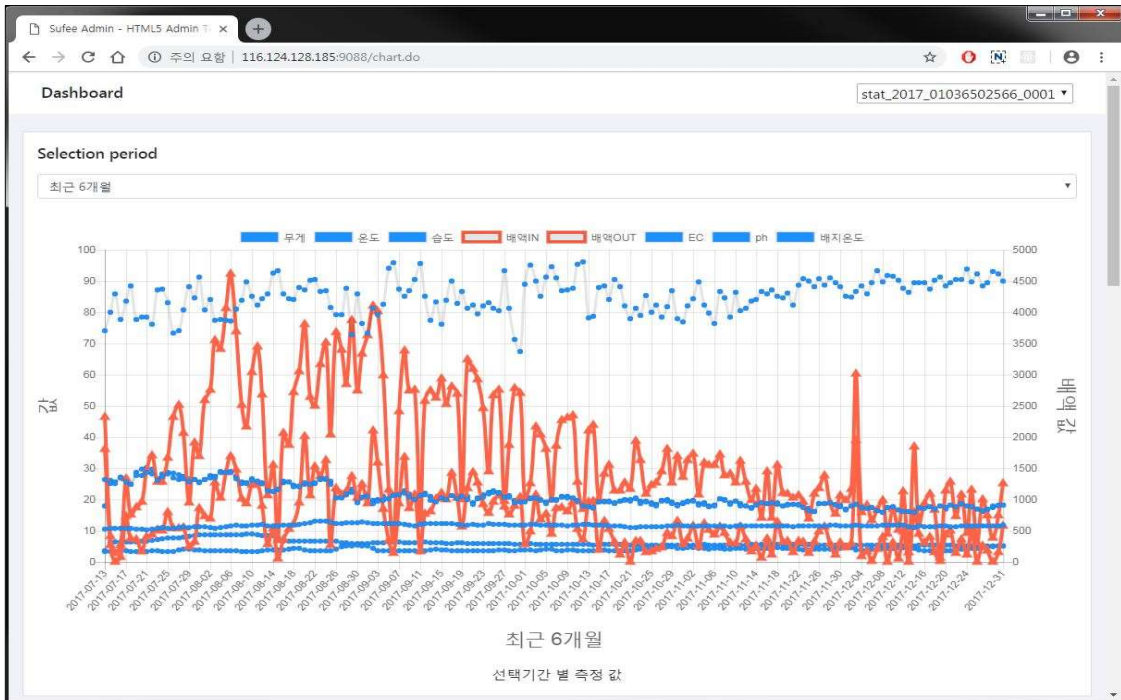 Sufee Admin - HTML5 Admin T
주의 요함 | 116.124.128.185:9088/chart.do
Dashboard
stat_2017_01036502566_0001
Selection period
최근 6개월
무게 온도 습도 배액IN 배액OUT EC ph 배지온도
100 5000
90 4500
80 4000
70 3500
60 3000
값
배액 값
50 2500
40 2000
30 1500
20 1000
10 500
0 0
2017-07-13 2017-07-17 2017-07-21 2017-07-25 2017-07-29 2017-08-02 2017-08-06 2017-08-10 2017-08-14 2017-08-18 2017-08-22 2017-08-26 2017-08-30 2017-09-03 2017-09-07 2017-09-11 2017-09-15 2017-09-19 2017-09-23 2017-09-27 2017-10-01 2017-10-05 2017-10-09 2017-10-13 2017-10-17 2017-10-21 2017-10-25 2017-10-29 2017-11-02 2017-11-06 2017-11-10 2017-11-14 2017-11-18 2017-11-22 2017-11-26 2017-11-30 2017-12-04 2017-12-08 2017-12-12 2017-12-16 2017-12-20 2017-12-24 2017-12-31
최근 6개월
선택기간 별 측정 값